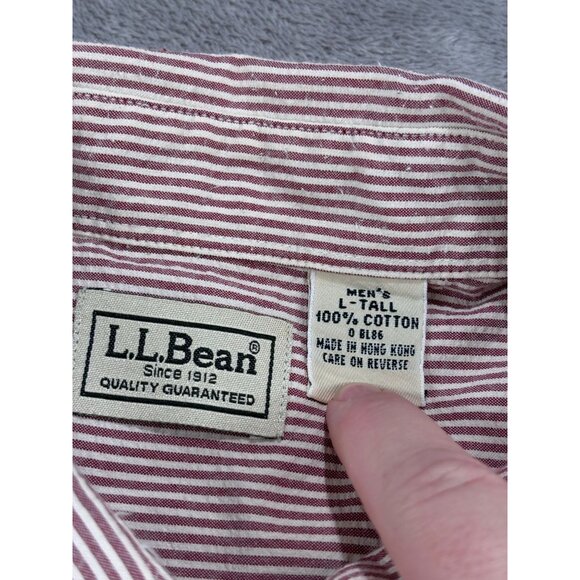 L.L.Bean®
Since 1912
QUALITY GUARANTEED
MEN'S
L-TALL
100% COTTON
0 BL86
MADE IN HONG KONG
CARE ON REVERSE